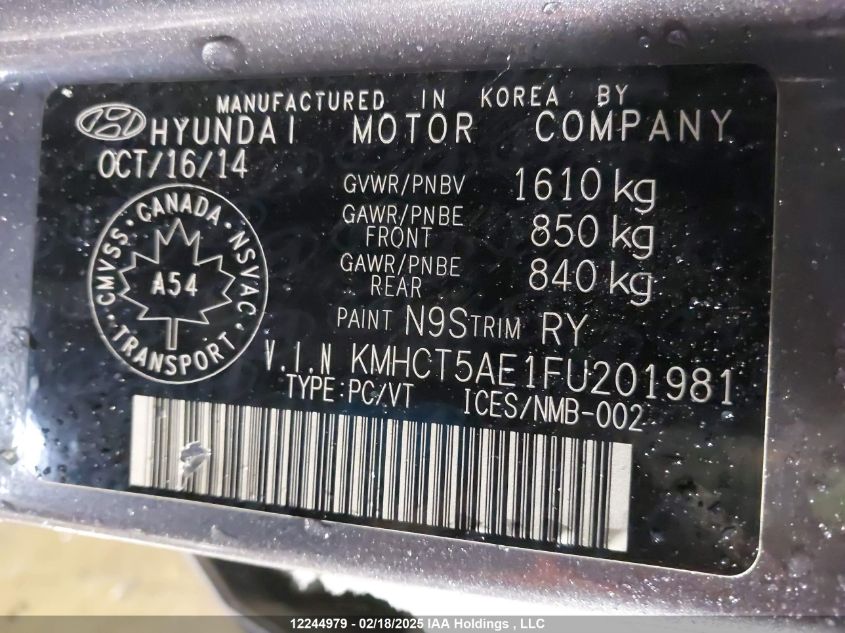 MANUFACTURED IN KOREA BY
HYUNDAI MOTOR COMPANY
OCT/16/14
GVWR/PNBV 1610 kg
GAWR/PNBE FRONT 850 kg
GAWR/PNBE REAR 840 kg
CMVSS · CANADA · NSVAC · TRANSPORT ·
A54
PAINT N9S TRIM RY
V.I.N KMHCT5AE1FU201981
TYPE:PC/VT ICES/NMB-002
12244979 - 02/18/2025 IAA Holdings , LLC